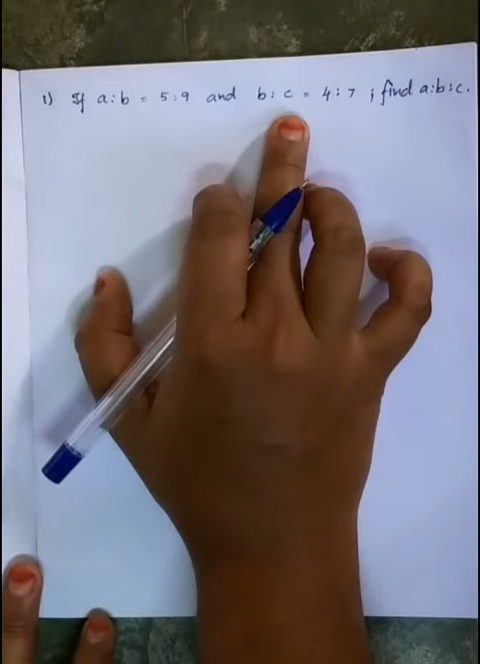 1) If a:b = 5:9 and b:c = 4:7 ; find a:b:c.